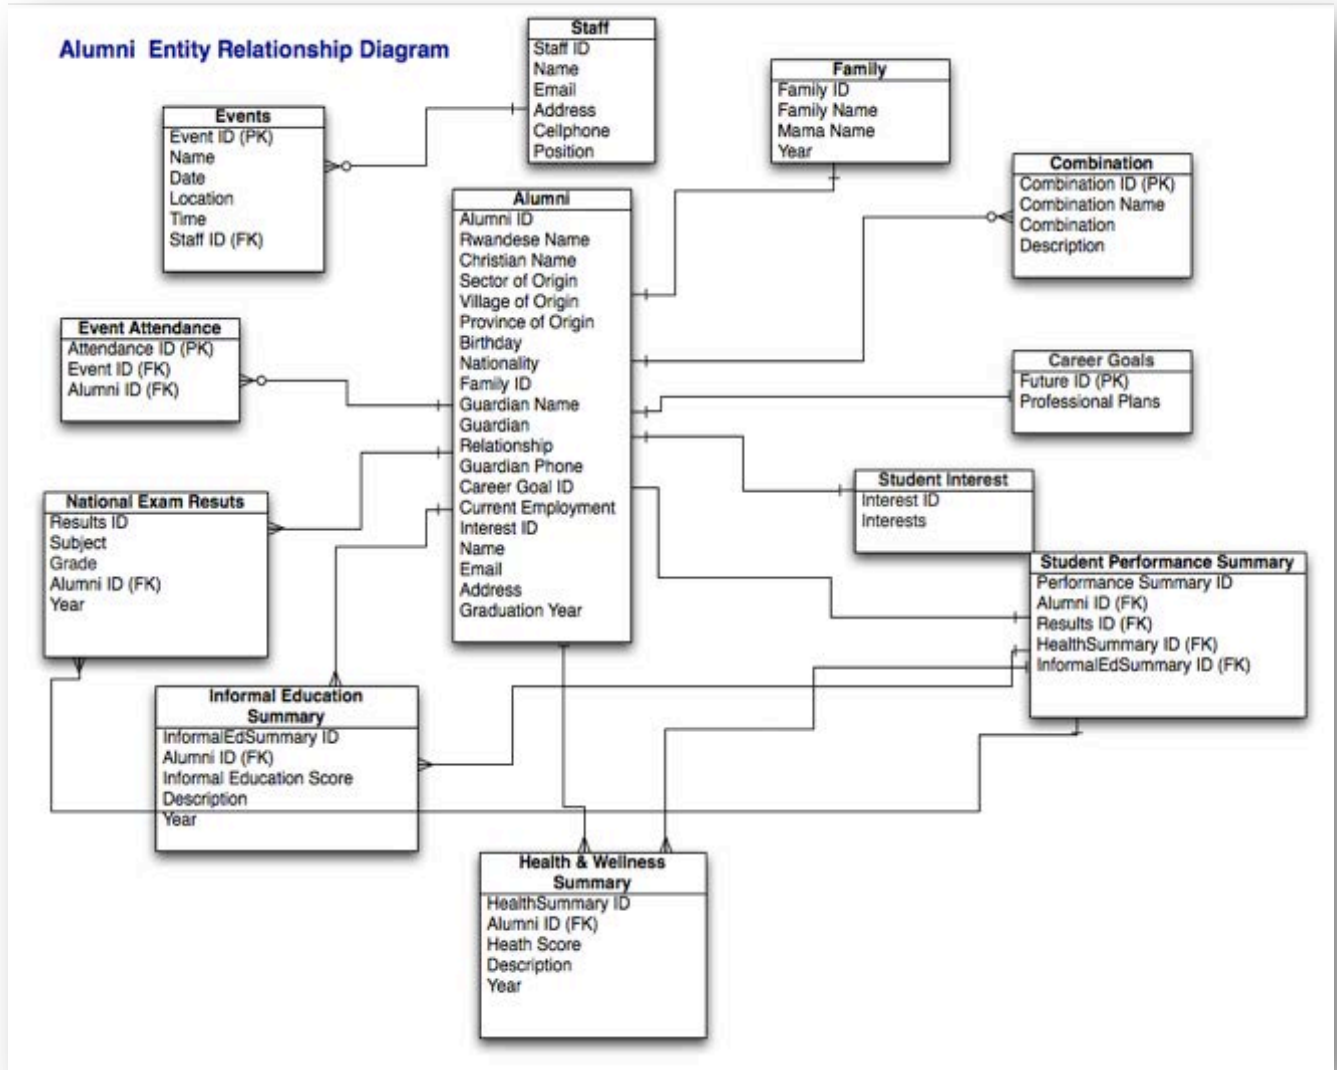 Alumni Entity Relationship Diagram
Staff
Staff ID
Name
Email
Address
Cellphone
Position
Family
Family ID
Family Name
Mama Name
Year
Events
Event ID (PK)
Name
Date
Location
Time
Staff ID (FK)
Combination
Combination ID (PK)
Combination Name
Combination
Description
Alumni
Alumni ID
Rwandese Name
Christian Name
Sector of Origin
Village of Origin
Province of Origin
Birthday
Nationality
Family ID
Guardian Name
Guardian
Relationship
Guardian Phone
Career Goal ID
Current Employment
Interest ID
Name
Email
Address
Graduation Year
Event Attendance
Attendance ID (PK)
Event ID (FK)
Alumni ID (FK)
Career Goals
Future ID (PK)
Professional Plans
Student Interest
Interest ID
Interests
National Exam Resuts
Results ID
Subject
Grade
Alumni ID (FK)
Year
Student Performance Summary
Performance Summary ID
Alumni ID (FK)
Results ID (FK)
HealthSummary ID (FK)
InformalEdSummary ID (FK)
Informal Education
Summary
InformalEdSummary ID
Alumni ID (FK)
Informal Education Score
Description
Year
Health & Wellness
Summary
HealthSummary ID
Alumni ID (FK)
Heath Score
Description
Year